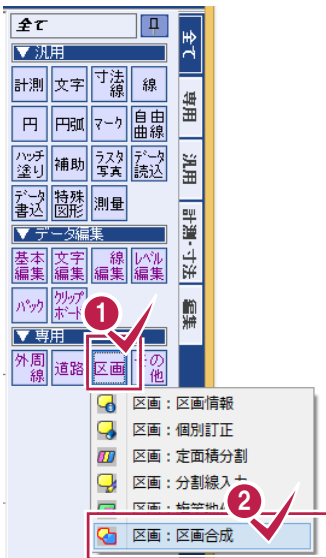 全て
▼ 汎用
計測 文字 寸法線 線
円 円弧 マーク 自由曲線
ハッチ塗り 補助 ラスタ写真 データ読込
データ書込 特殊図形 測量
▼ データ編集
基本編集 文字編集 線編集 レベル編集
パック クリップボード
▼ 専用
外周線 道路 区画 その他
全て
専用
汎用
計測・寸法
編集
1
区画：区画情報
区画：個別訂正
区画：定面積分割
区画：分割線入力
2
区画：区画合成